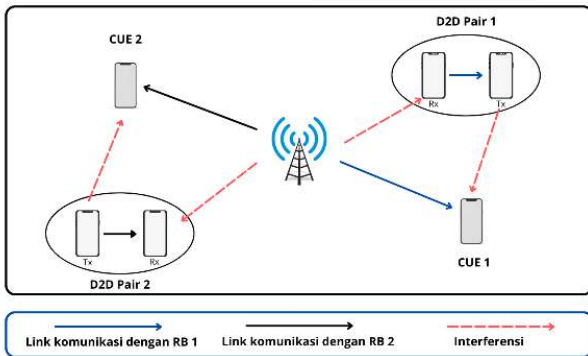 D2D Pair 1
CUE 2
Rx
Tx
Tx
Rx
CUE 1
D2D Pair 2
Link komunikasi dengan RB 1
Link komunikasi dengan RB 2
Interferensi